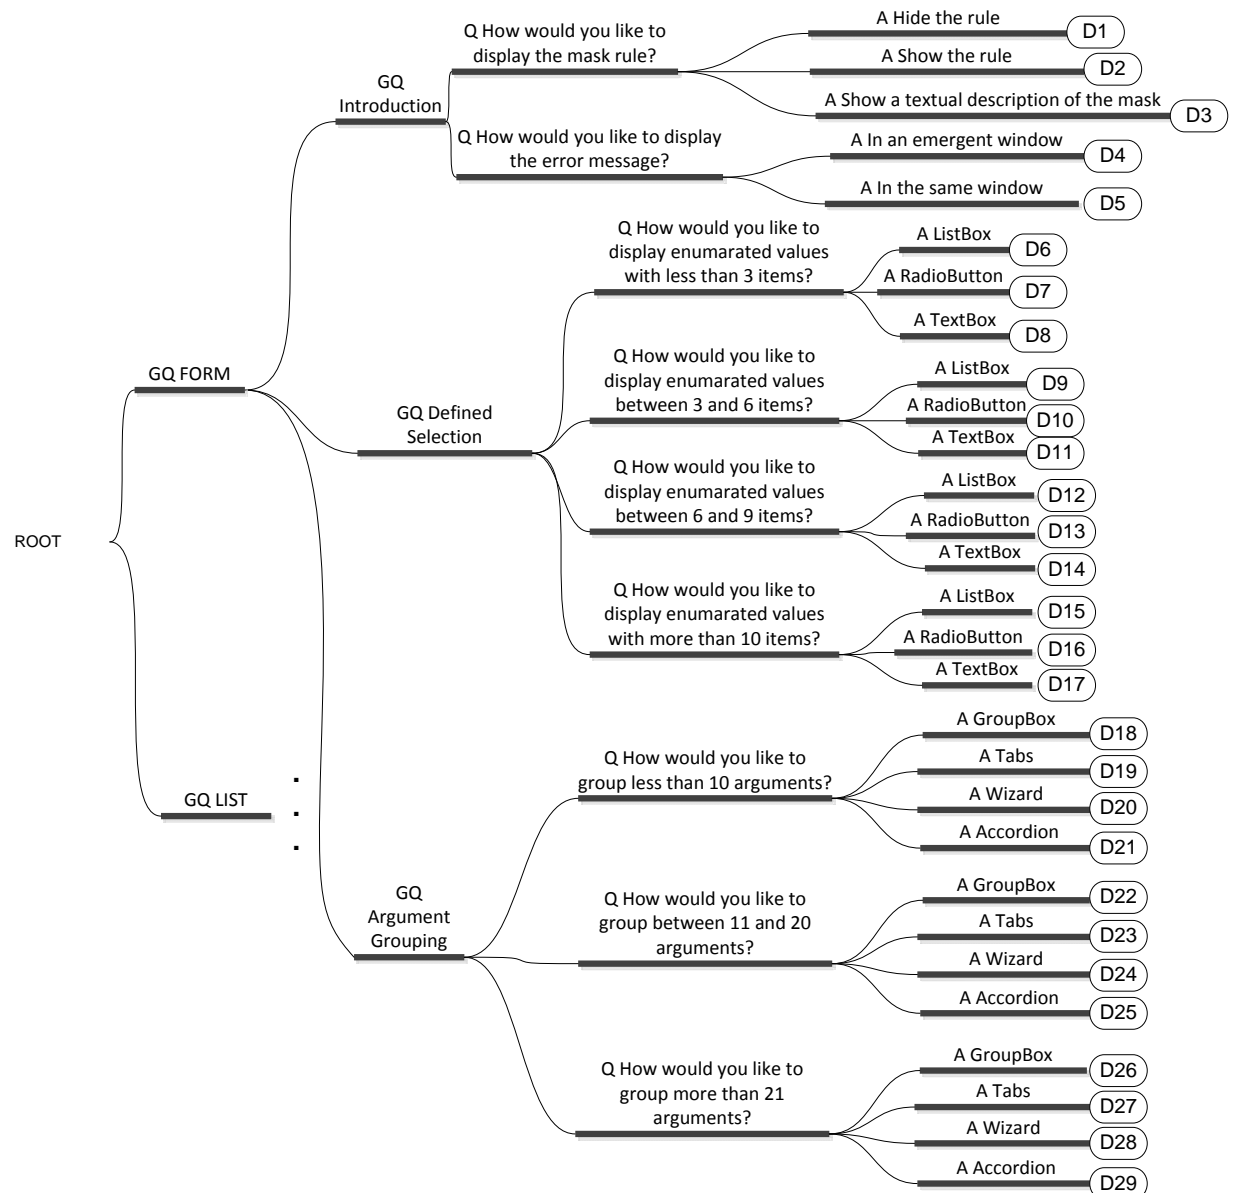 ROOT
GQ FORM
GQ
Introduction
Q How would you like to
display the mask rule?
A Hide the rule
D1
A Show the rule
D2
A Show a textual description of the mask
D3
Q How would you like to display
the error message?
A In an emergent window
D4
A In the same window
D5
GQ Defined
Selection
Q How would you like to
display enumarated values
with less than 3 items?
A ListBox
D6
A RadioButton
D7
A TextBox
D8
Q How would you like to
display enumarated values
between 3 and 6 items?
A ListBox
D9
A RadioButton
D10
A TextBox
D11
Q How would you like to
display enumarated values
between 6 and 9 items?
A ListBox
D12
A RadioButton
D13
A TextBox
D14
Q How would you like to
display enumarated values
with more than 10 items?
A ListBox
D15
A RadioButton
D16
A TextBox
D17
GQ
Argument
Grouping
Q How would you like to
group less than 10 arguments?
A GroupBox
D18
A Tabs
D19
A Wizard
D20
A Accordion
D21
Q How would you like to
group between 11 and 20
arguments?
A GroupBox
D22
A Tabs
D23
A Wizard
D24
A Accordion
D25
Q How would you like to
group more than 21
arguments?
A GroupBox
D26
A Tabs
D27
A Wizard
D28
A Accordion
D29
GQ LIST